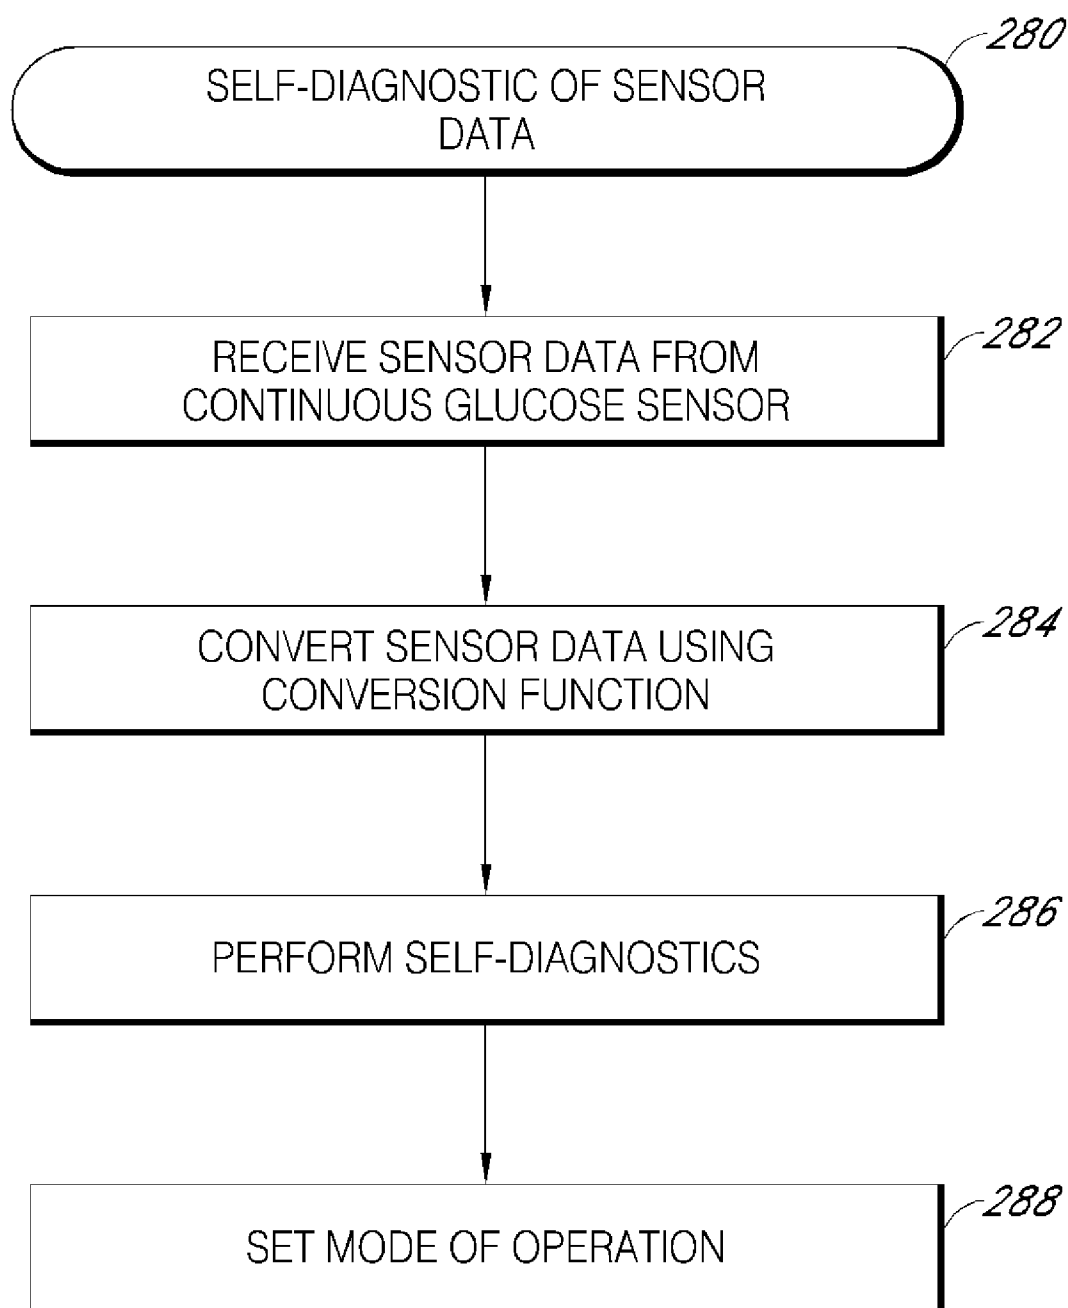 280
SELF-DIAGNOSTIC OF SENSOR
DATA
282
RECEIVE SENSOR DATA FROM
CONTINUOUS GLUCOSE SENSOR
284
CONVERT SENSOR DATA USING
CONVERSION FUNCTION
286
PERFORM SELF-DIAGNOSTICS
288
SET MODE OF OPERATION